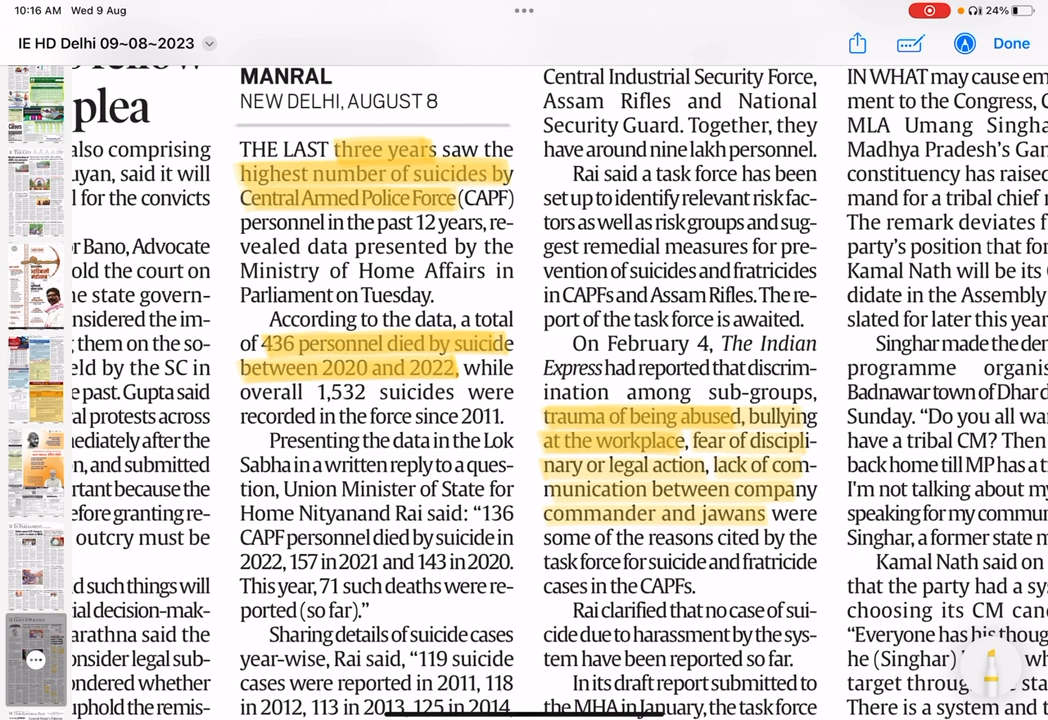 10:16 AM Wed 9 Aug
24%
IE HD Delhi 09~08~2023
Done
plea
also comprising
uyan, said it will
l for the convicts
r Bano, Advocate
old the court on
e state govern-
nsidered the im-
g them on the so-
eld by the SC in
e past. Gupta said
al protests across
mediately after the
n, and submitted
rtant because the
efore granting re-
outcry must be
d such things will
ial decision-mak-
arathna said the
onsider legal sub-
ondered whether
uphold the remis-
MANRAL
NEW DELHI, AUGUST 8
THE LAST three years saw the
highest number of suicides by
Central Armed Police Force (CAPF)
personnel in the past 12 years, re-
vealed data presented by the
Ministry of Home Affairs in
Parliament on Tuesday.
According to the data, a total
of 436 personnel died by suicide
between 2020 and 2022, while
overall 1,532 suicides were
recorded in the force since 2011.
Presenting the data in the Lok
Sabha in a written reply to a ques-
tion, Union Minister of State for
Home Nityanand Rai said: “136
CAPF personnel died by suicide in
2022, 157 in 2021 and 143 in 2020.
This year, 71 such deaths were re-
ported (so far).”
Sharing details of suicide cases
year-wise, Rai said, “119 suicide
cases were reported in 2011, 118
in 2012, 113 in 2013, 125 in 2014,
Central Industrial Security Force,
Assam Rifles and National
Security Guard. Together, they
have around nine lakh personnel.
Rai said a task force has been
set up to identify relevant risk fac-
tors as well as risk groups and sug-
gest remedial measures for pre-
vention of suicides and fratricides
in CAPFs and Assam Rifles. The re-
port of the task force is awaited.
On February 4, The Indian
Express had reported that discrim-
ination among sub-groups,
trauma of being abused, bullying
at the workplace, fear of discipli-
nary or legal action, lack of com-
munication between company
commander and jawans were
some of the reasons cited by the
task force for suicide and fratricide
cases in the CAPFs.
Rai clarified that no case of sui-
cide due to harassment by the sys-
tem have been reported so far.
In its draft report submitted to
the MHA in January, the task force
IN WHAT may cause em
ment to the Congress, C
MLA Umang Singha
Madhya Pradesh's Gan
constituency has raised
mand for a tribal chief m
The remark deviates f
party's position that for
Kamal Nath will be its C
didate in the Assembly
slated for later this year
Singhar made the der
programme organis
Badnawar town of Dhar d
Sunday. “Do you all wa
have a tribal CM? Then
back home till MP has a t
I'm not talking about my
speaking for my commun
Singhar, a former state m
Kamal Nath said on
that the party had a sy
choosing its CM canc
“Everyone has his thoug
he (Singhar)
target throug
There is a system and t